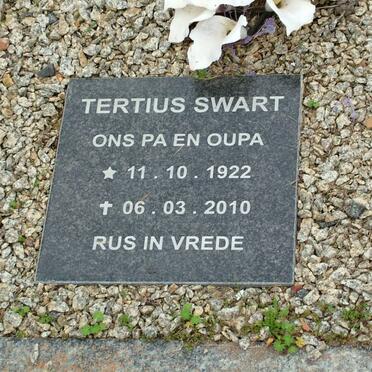 TERTIUS SWART
ONS PA EN OUPA
★ 11 . 10 . 1922
✝ 06 . 03 . 2010
RUS IN VREDE